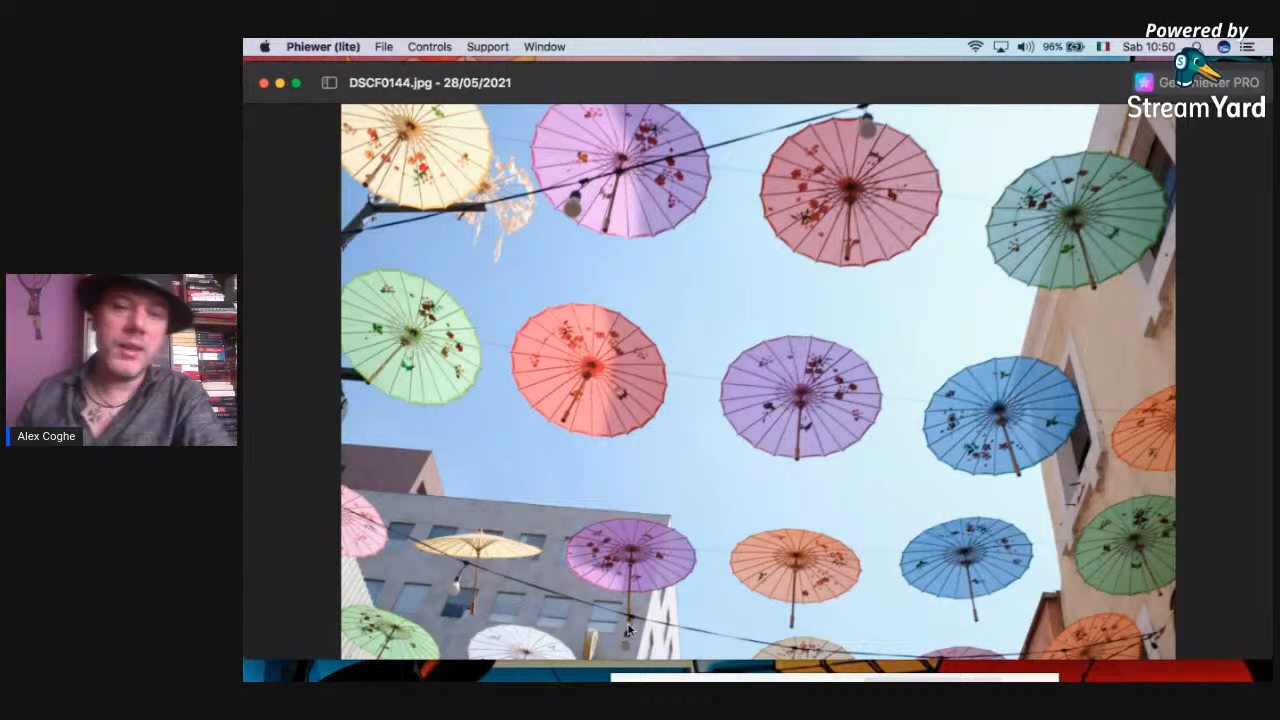 Powered by
StreamYard
Phiewer (lite) File Controls Support Window 96% Sab 10:50
DSCF0144.jpg - 28/05/2021
PRO
Alex Coghe